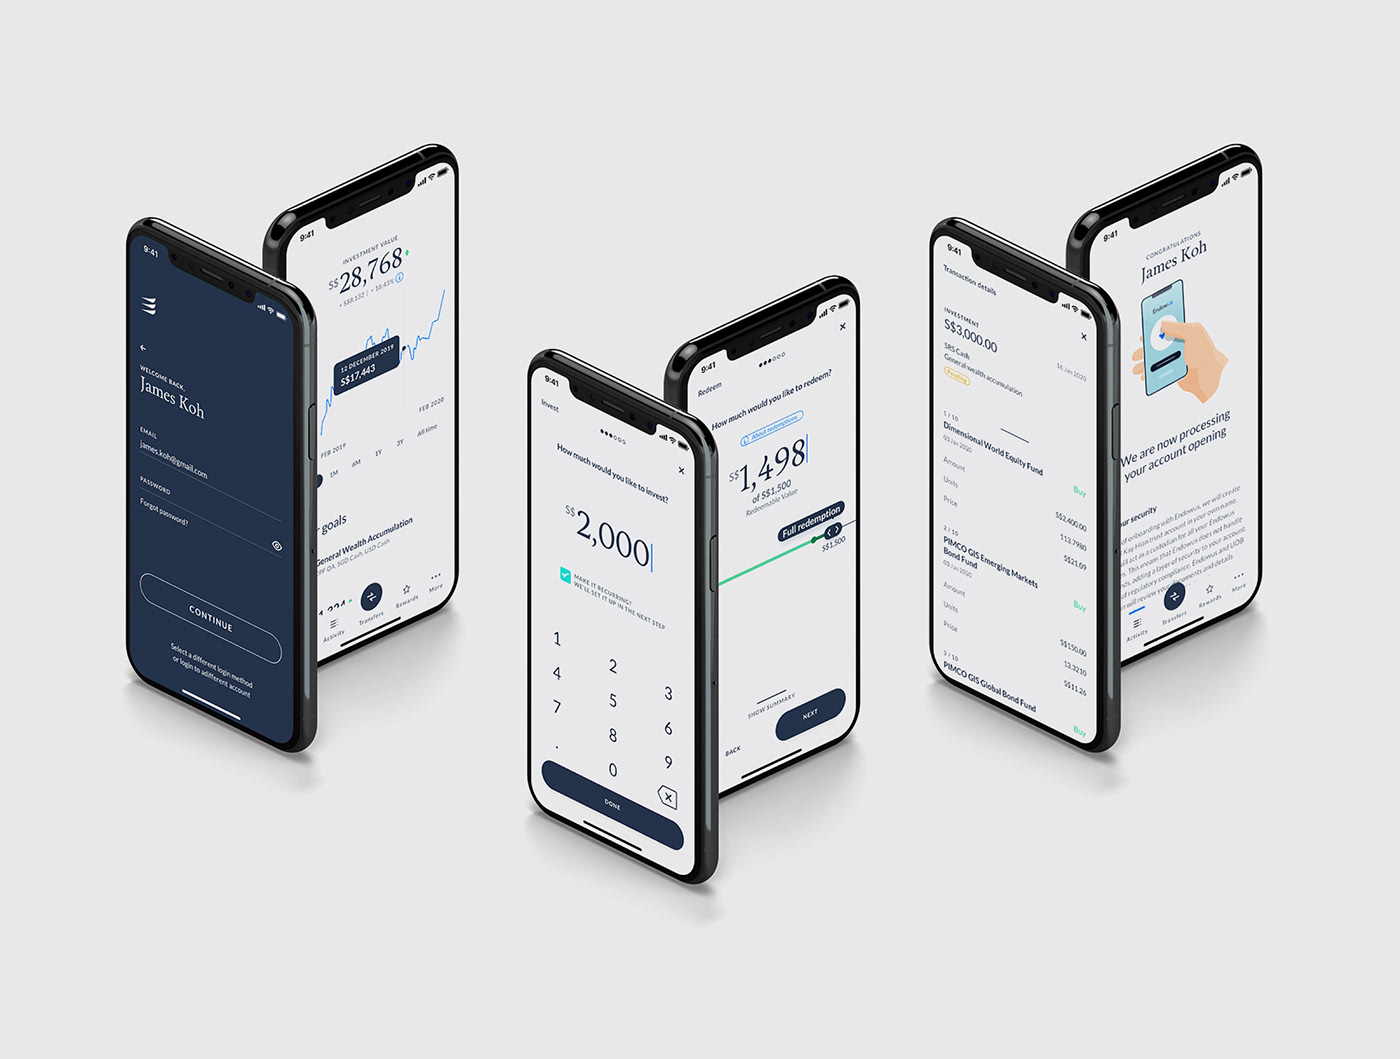 9:41
WELCOME BACK,
James Koh
EMAIL
james.koh@gmail.com
PASSWORD
Forgot password?
CONTINUE
Select a different login method
or login to adifferent account
9:41
INVESTMENT VALUE
S$28,768
+ S$8,132 | + 10.43%
12 DECEMBER 2019
S$17,443
FEB 2019
FEB 2020
1M
6M
1Y
3Y
All time
goals
General Wealth Accumulation
CPF OA, SGD Cash, USD Cash
Activity
Transfers
Rewards
More
9:41
Invest
How much would you like to invest?
S$2,000
MAKE IT RECURRING?
WE'LL SET IT UP IN THE NEXT STEP
1 2 3
4 5 6
7 8 9
. 0
DONE
9:41
Redeem
How much would you like to redeem?
About redemptions
S$1,498
of S$1.500
Redeemable Value
Full redemption
S$1,500
SHOW SUMMARY
BACK
NEXT
9:41
Transaction details
INVESTMENT
S$3,000.00
SRS Cash
General wealth accumulation
Pending
16 Jan 2020
1 / 10
Dimensional World Equity Fund
03 Jan 2020
Buy
Amount
S$2,400.00
Units
113.7980
Price
S$21.09
2 / 10
PIMCO GIS Emerging Markets
Bond Fund
03 Jan 2020
Buy
Amount
S$150.00
Units
13.3210
Price
S$11.26
3 / 10
PIMCO GIS Global Bond Fund
Buy
9:41
CONGRATULATIONS
James Koh
Endowus
We are now processing
your account opening
our security
of onboarding with Endowus, we will create
Kay Hian trust account in your own name.
will act as a custodian for all your Endowus
This means that Endowus does not handle
adding a layer of security to your account.
of regulatory compliance, Endowus and UOB
will review your documents and details
Activity
Transfers
Rewards
More